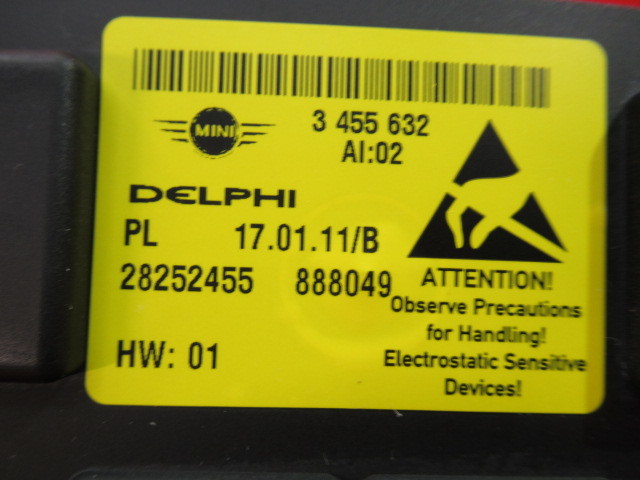 MINI
3 455 632
AI:02
DELPHI
PL 17.01.11/B
28252455 888049
HW: 01
ATTENTION!
Observe Precautions
for Handling!
Electrostatic Sensitive
Devices!